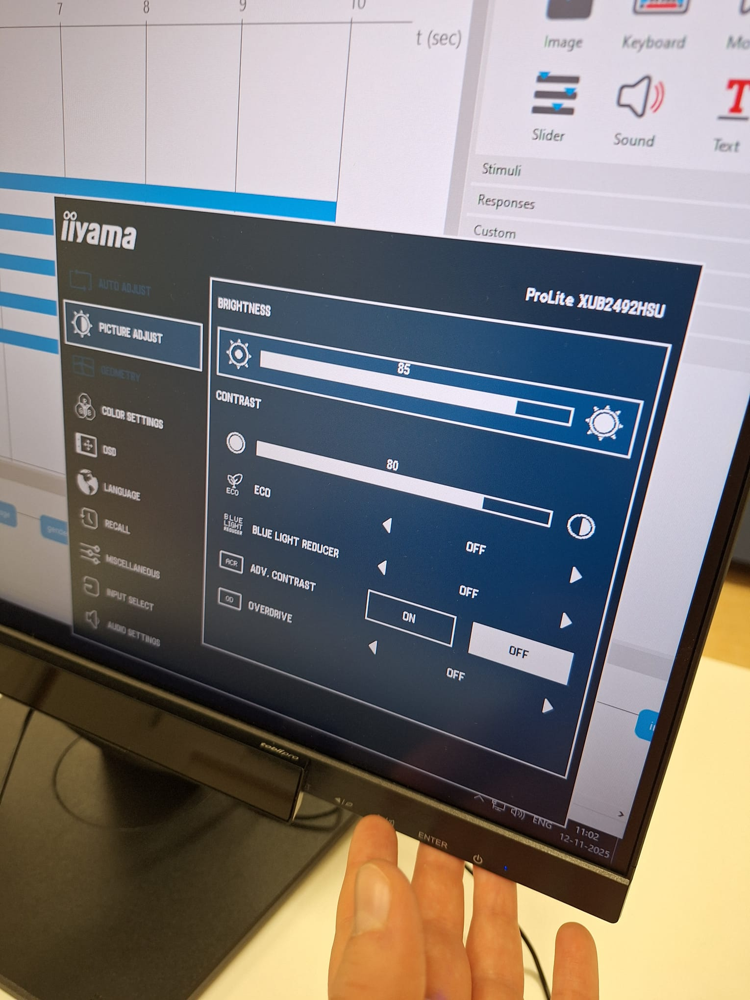 7 8 9 10
t (sec)
Image Keyboard Mo
Slider Sound Text
Stimuli
Responses
Custom
iiyama
ProLite XUB2492HSU
AUTO ADJUST
PICTURE ADJUST
GEOMETRY
COLOR SETTINGS
OSD
LANGUAGE
RECALL
MISCELLANEOUS
INPUT SELECT
AUDIO SETTINGS
BRIGHTNESS
85
CONTRAST
80
ECO ECO OFF
BLUE LIGHT REDUCER BLUE LIGHT REDUCER OFF
ACR ADV. CONTRAST ON OFF
OD OVERDRIVE OFF
tobiipro
ENTER
ENG
11:02
12-11-2025